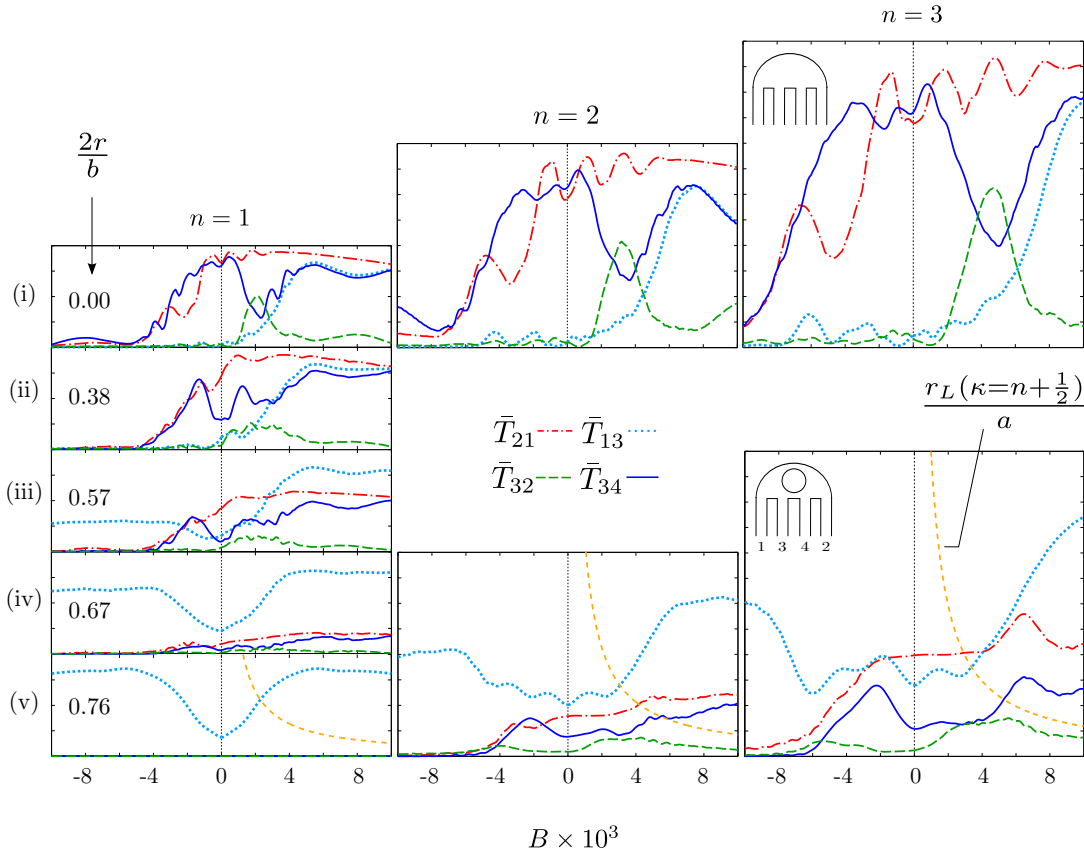 n = 3
n = 2
2r
b
n = 1
(i)
0.00
(ii)
0.38
r_L(κ=n+1/2)
a
T̄21 T̄13
T̄32 T̄34
(iii)
0.57
1 3 4 2
(iv)
0.67
(v)
0.76
-8 -4 0 4 8
-8 -4 0 4 8
-8 -4 0 4 8
B × 10³